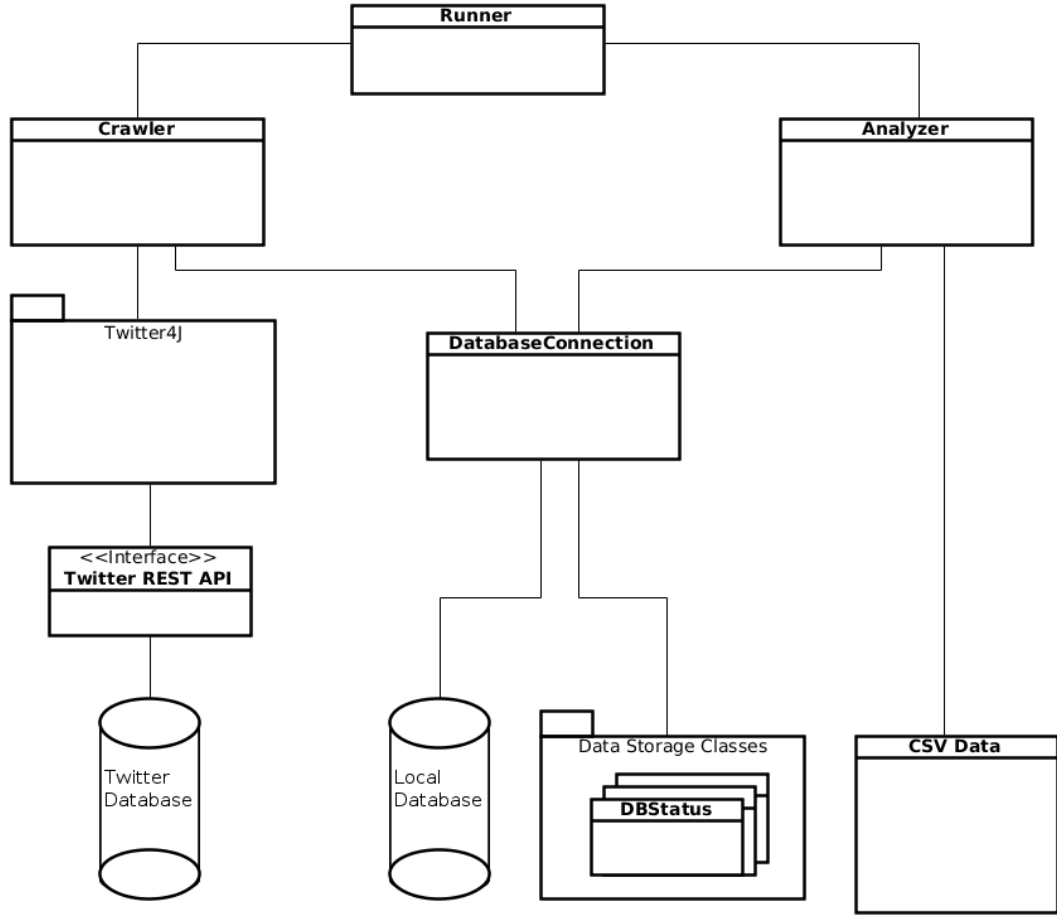 Runner
Crawler
Analyzer
Twitter4J
DatabaseConnection
<<Interface>>
Twitter REST API
Twitter
Database
Local
Database
Data Storage Classes
DBStatus
CSV Data